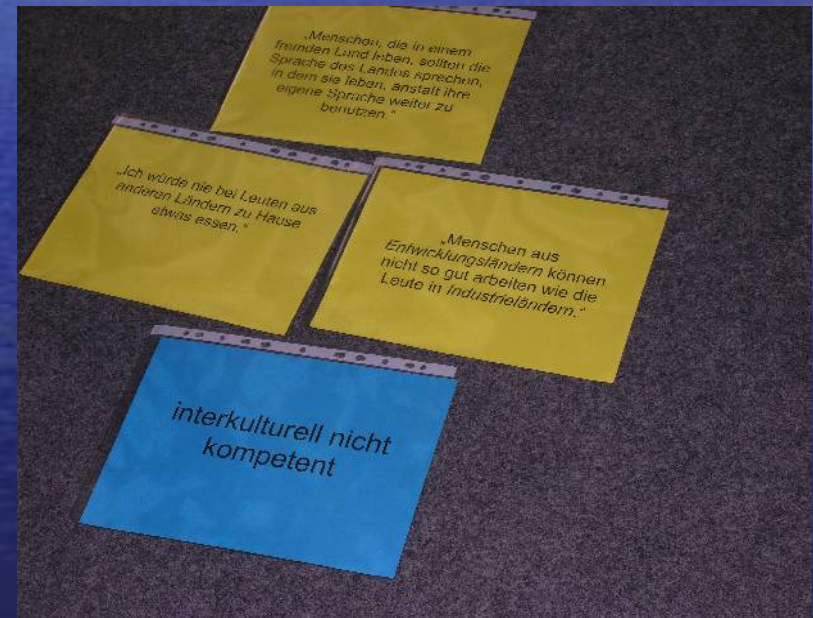 „Menschen, die in einem
fremden Land leben, sollten die
Sprache des Landes sprechen,
in dem sie leben, anstalt ihre
eigene Sprache weiter zu
benutzen.“
„Ich würde nie bei Leuten aus
anderen Ländern zu Hause
etwas essen.“
„Menschen aus
Entwicklungsländern können
nicht so gut arbeiten wie die
Leute in Industrieländern.“
interkulturell nicht
kompetent